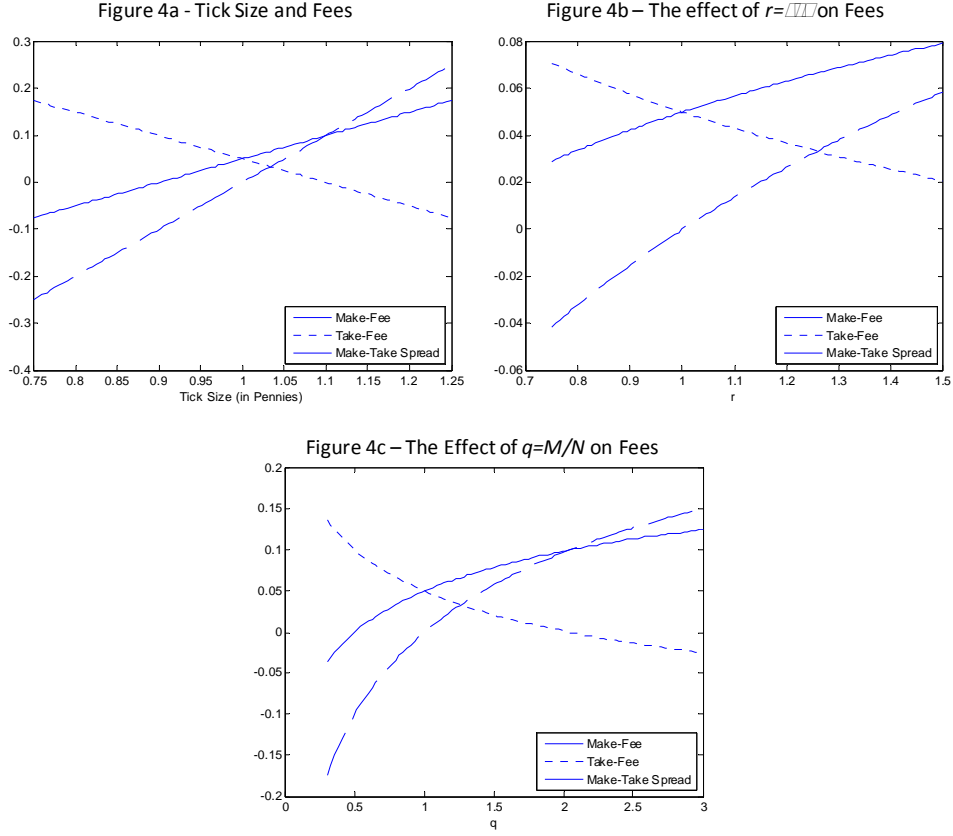 Figure 4a - Tick Size and Fees
0.3
0.2
0.1
0
-0.1
-0.2
-0.3
-0.4
0.75 0.8 0.85 0.9 0.95 1 1.05 1.1 1.15 1.2 1.25
Tick Size (in Pennies)
Make-Fee
Take-Fee
Make-Take Spread
Figure 4b – The effect of r= on Fees
0.08
0.06
0.04
0.02
0
-0.02
-0.04
-0.06
0.7 0.8 0.9 1 1.1 1.2 1.3 1.4 1.5
r
Make-Fee
Take-Fee
Make-Take Spread
Figure 4c – The Effect of q=M/N on Fees
0.2
0.15
0.1
0.05
0
-0.05
-0.1
-0.15
-0.2
0 0.5 1 1.5 2 2.5 3
q
Make-Fee
Take-Fee
Make-Take Spread